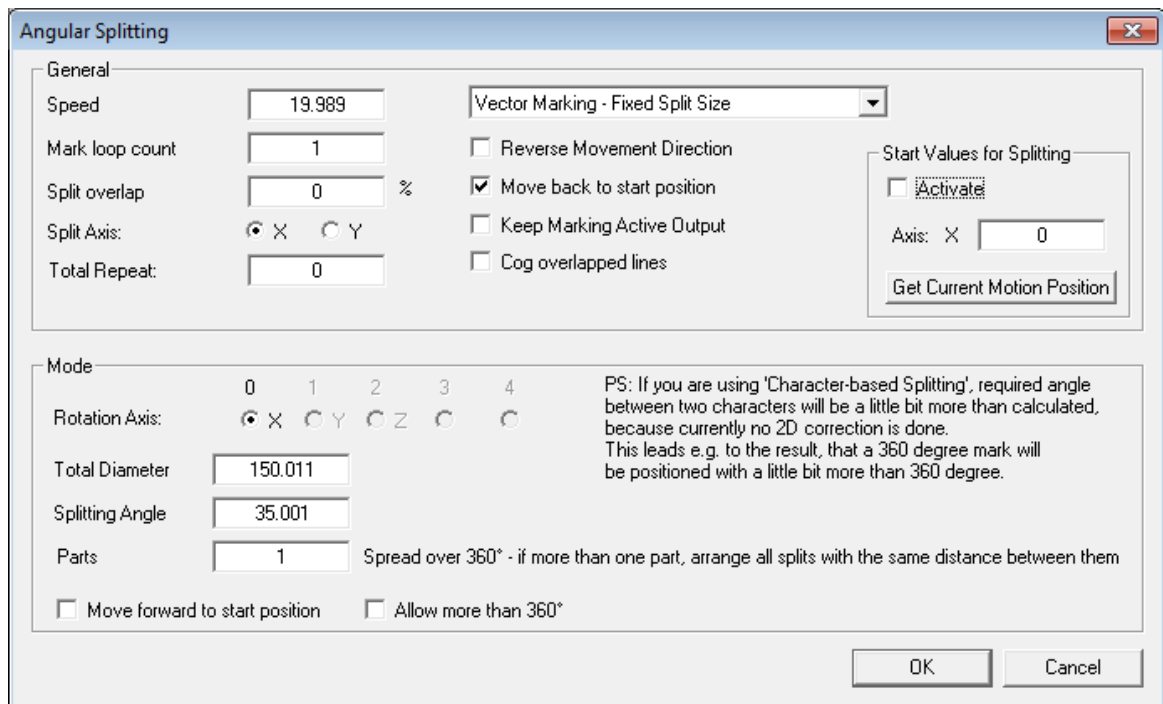 Angular Splitting
General
Speed 19.989 Vector Marking - Fixed Split Size
Mark loop count 1 Reverse Movement Direction Start Values for Splitting
Split overlap 0 % Move back to start position Activate
Split Axis: X Y Keep Marking Active Output Axis: X 0
Total Repeat: 0 Cog overlapped lines Get Current Motion Position
Mode
0 1 2 3 4
Rotation Axis: X Y Z
PS: If you are using 'Character-based Splitting', required angle
between two characters will be a little bit more than calculated,
because currently no 2D correction is done.
This leads e.g. to the result, that a 360 degree mark will
be positioned with a little bit more than 360 degree.
Total Diameter 150.011
Splitting Angle 35.001
Parts 1 Spread over 360° - if more than one part, arrange all splits with the same distance between them
Move forward to start position Allow more than 360°
OK Cancel